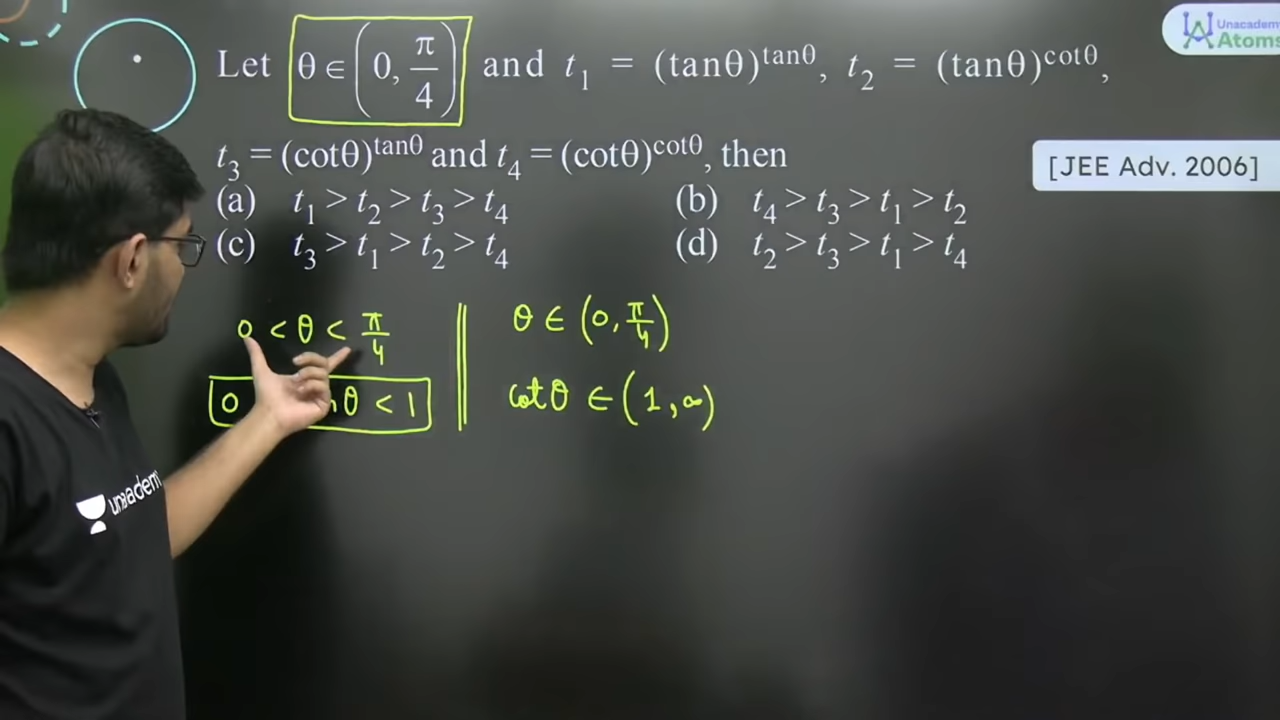 Let θ ∈ (0, π/4) and t₁ = (tanθ)^tanθ, t₂ = (tanθ)^cotθ,
Unacademy
Atoms
t₃ = (cotθ)^tanθ and t₄ = (cotθ)^cotθ, then
[JEE Adv. 2006]
(a) t₁ > t₂ > t₃ > t₄ (b) t₄ > t₃ > t₁ > t₂
(c) t₃ > t₁ > t₂ > t₄ (d) t₂ > t₃ > t₁ > t₄
0 < θ < π/4
θ ∈ (0, π/4)
0 θ < 1
cotθ ∈ (1, ∞)
unacademy